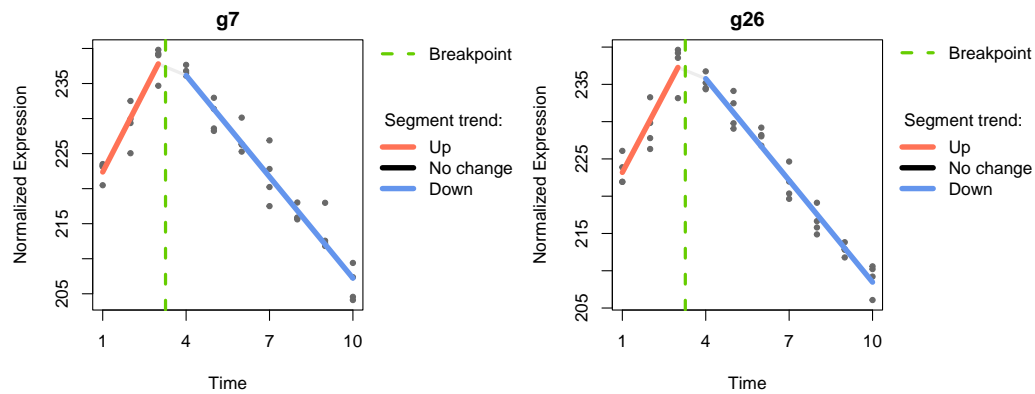 g7
Normalized Expression
205
215
225
235
1 4 7 10
Time
Breakpoint
Segment trend:
Up
No change
Down
g26
Normalized Expression
205
215
225
235
1 4 7 10
Time
Breakpoint
Segment trend:
Up
No change
Down